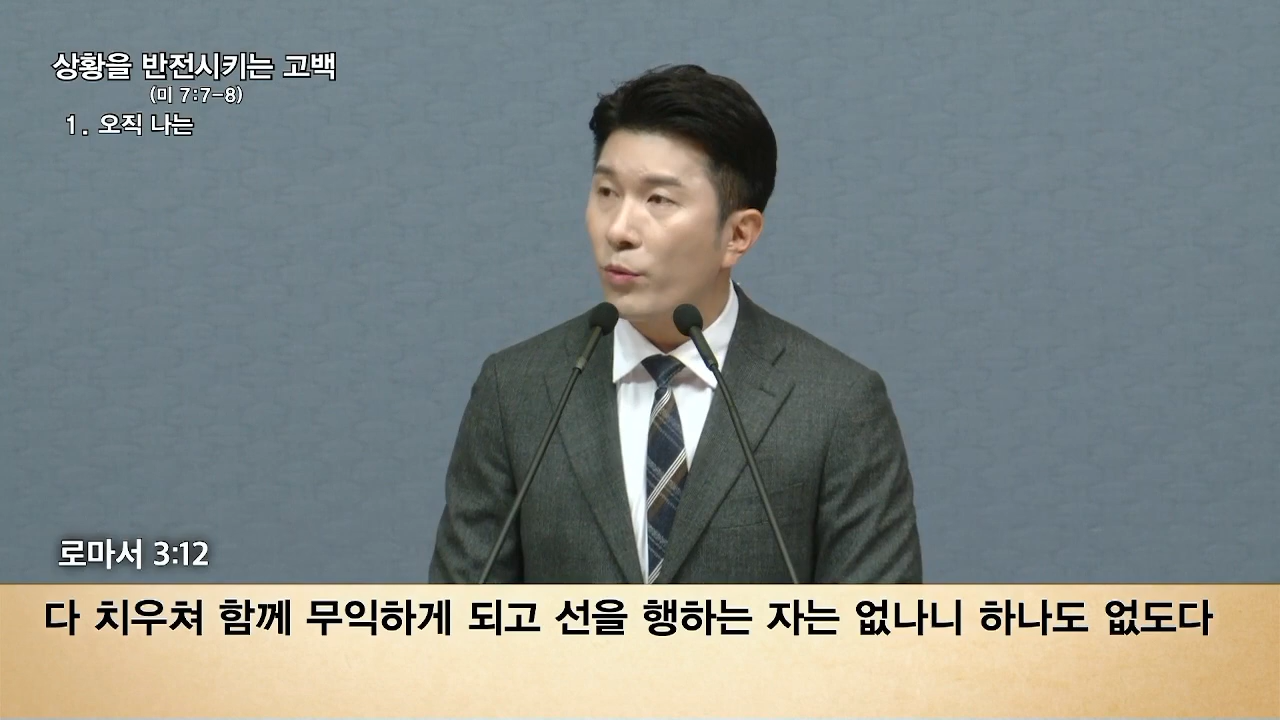 상황을 반전시키는 고백
(미 7:7-8)
1. 오직 나는
로마서 3:12
다 치우쳐 함께 무익하게 되고 선을 행하는 자는 없나니 하나도 없도다